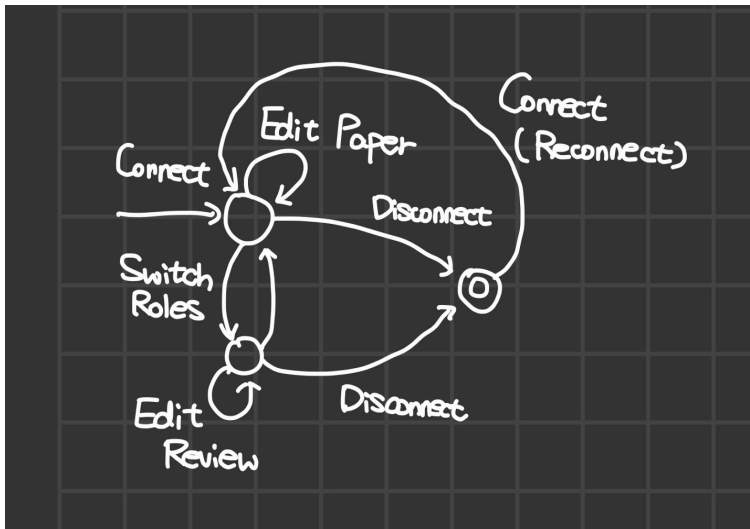 Connect
(Reconnect)
Edit Paper
Connect
Disconnect
Switch
Roles
Disconnect
Edit
Review